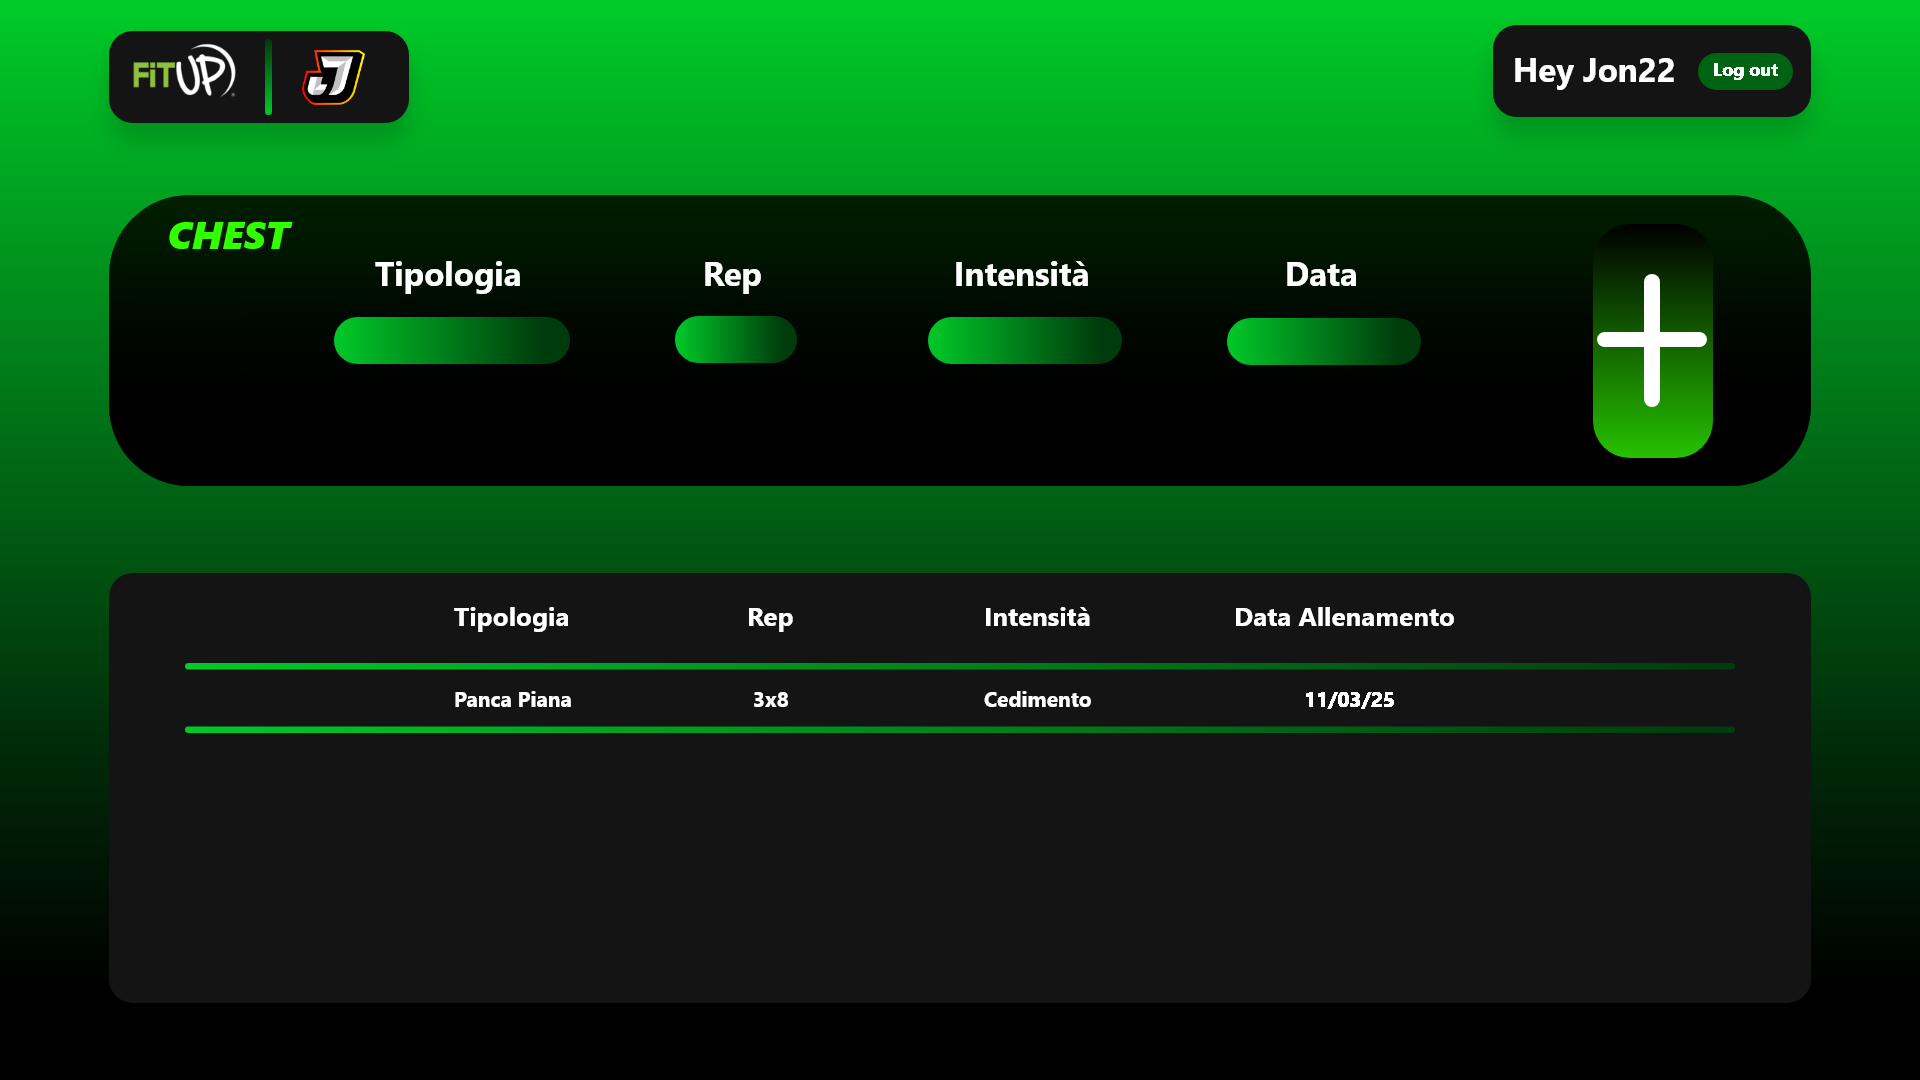 FiTUP
J
Hey Jon22
Log out
CHEST
Tipologia Rep Intensità Data
Tipologia Rep Intensità Data Allenamento
Panca Piana 3x8 Cedimento 11/03/25